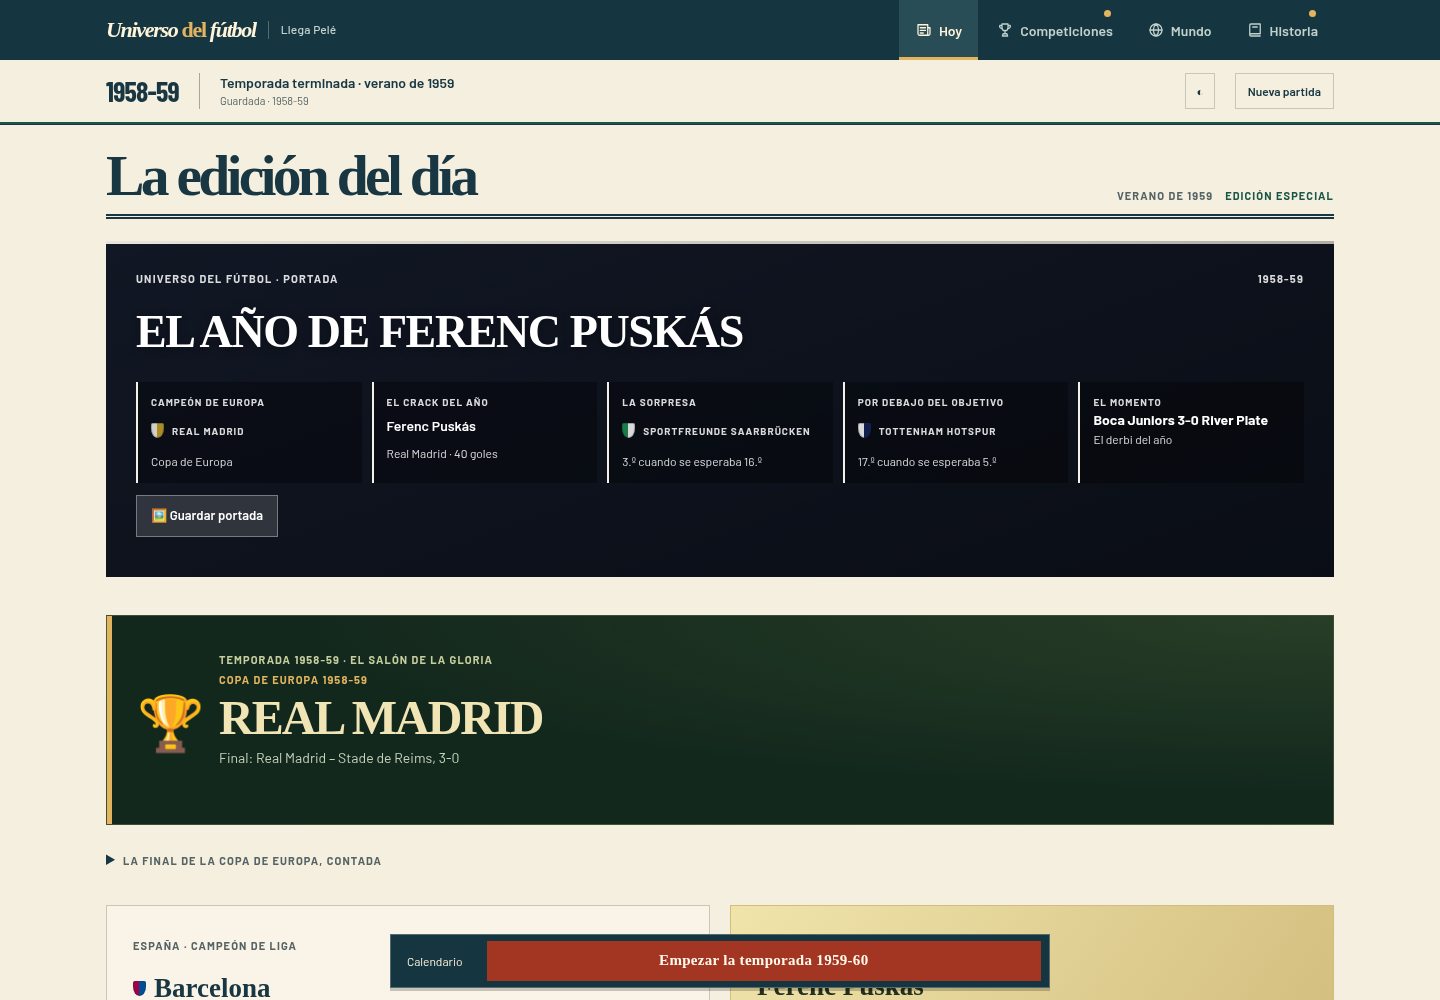 Universo del fútbol
Llega Pelé
Hoy
Competiciones
Mundo
Historia
1958-59
Temporada terminada · verano de 1959
Guardada · 1958-59
Nueva partida
La edición del día
VERANO DE 1959
EDICIÓN ESPECIAL
UNIVERSO DEL FÚTBOL · PORTADA
1958-59
EL AÑO DE FERENC PUSKÁS
CAMPEÓN DE EUROPA
REAL MADRID
Copa de Europa
EL CRACK DEL AÑO
Ferenc Puskás
Real Madrid · 40 goles
LA SORPRESA
SPORTFREUNDE SAARBRÜCKEN
3.º cuando se esperaba 16.º
POR DEBAJO DEL OBJETIVO
TOTTENHAM HOTSPUR
17.º cuando se esperaba 5.º
EL MOMENTO
Boca Juniors 3-0 River Plate
El derbi del año
Guardar portada
TEMPORADA 1958-59 · EL SALÓN DE LA GLORIA
COPA DE EUROPA 1958-59
REAL MADRID
Final: Real Madrid – Stade de Reims, 3-0
LA FINAL DE LA COPA DE EUROPA, CONTADA
ESPAÑA · CAMPEÓN DE LIGA
Barcelona
Ferenc Puskás
Calendario
Empezar la temporada 1959-60